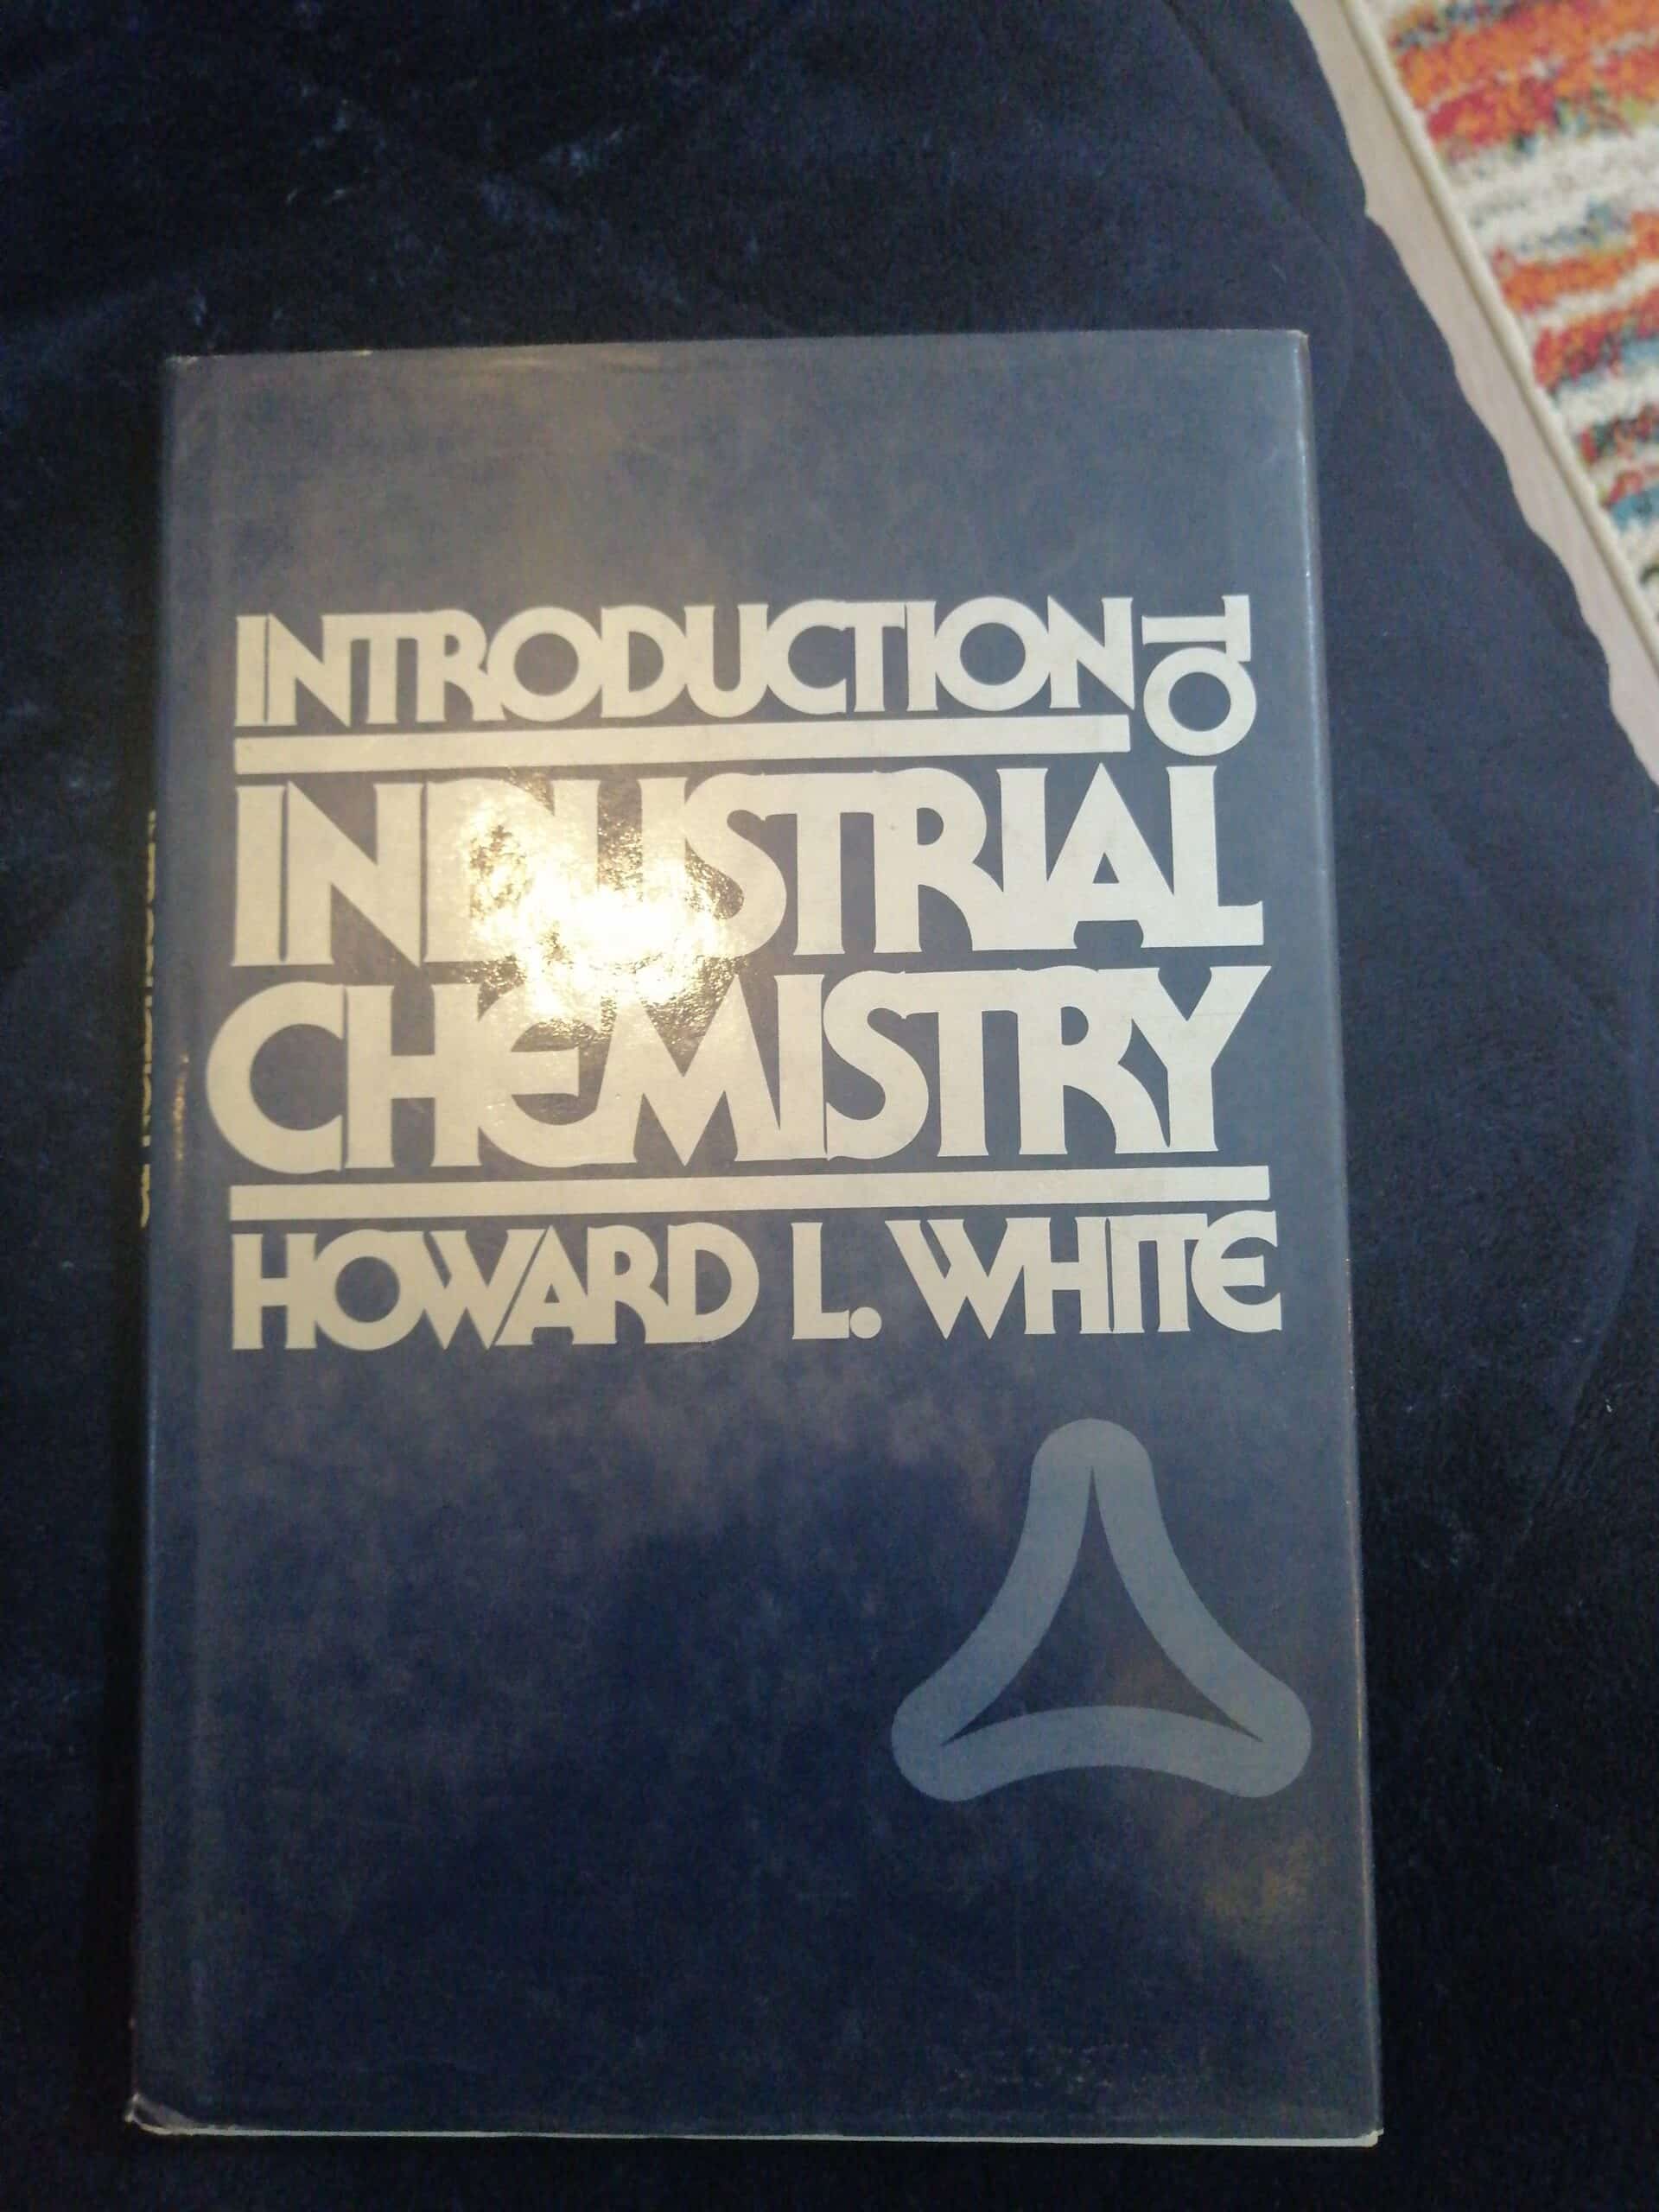 INTRODUCTION TO
INDUSTRIAL
CHEMISTRY
HOWARD L. WHITE